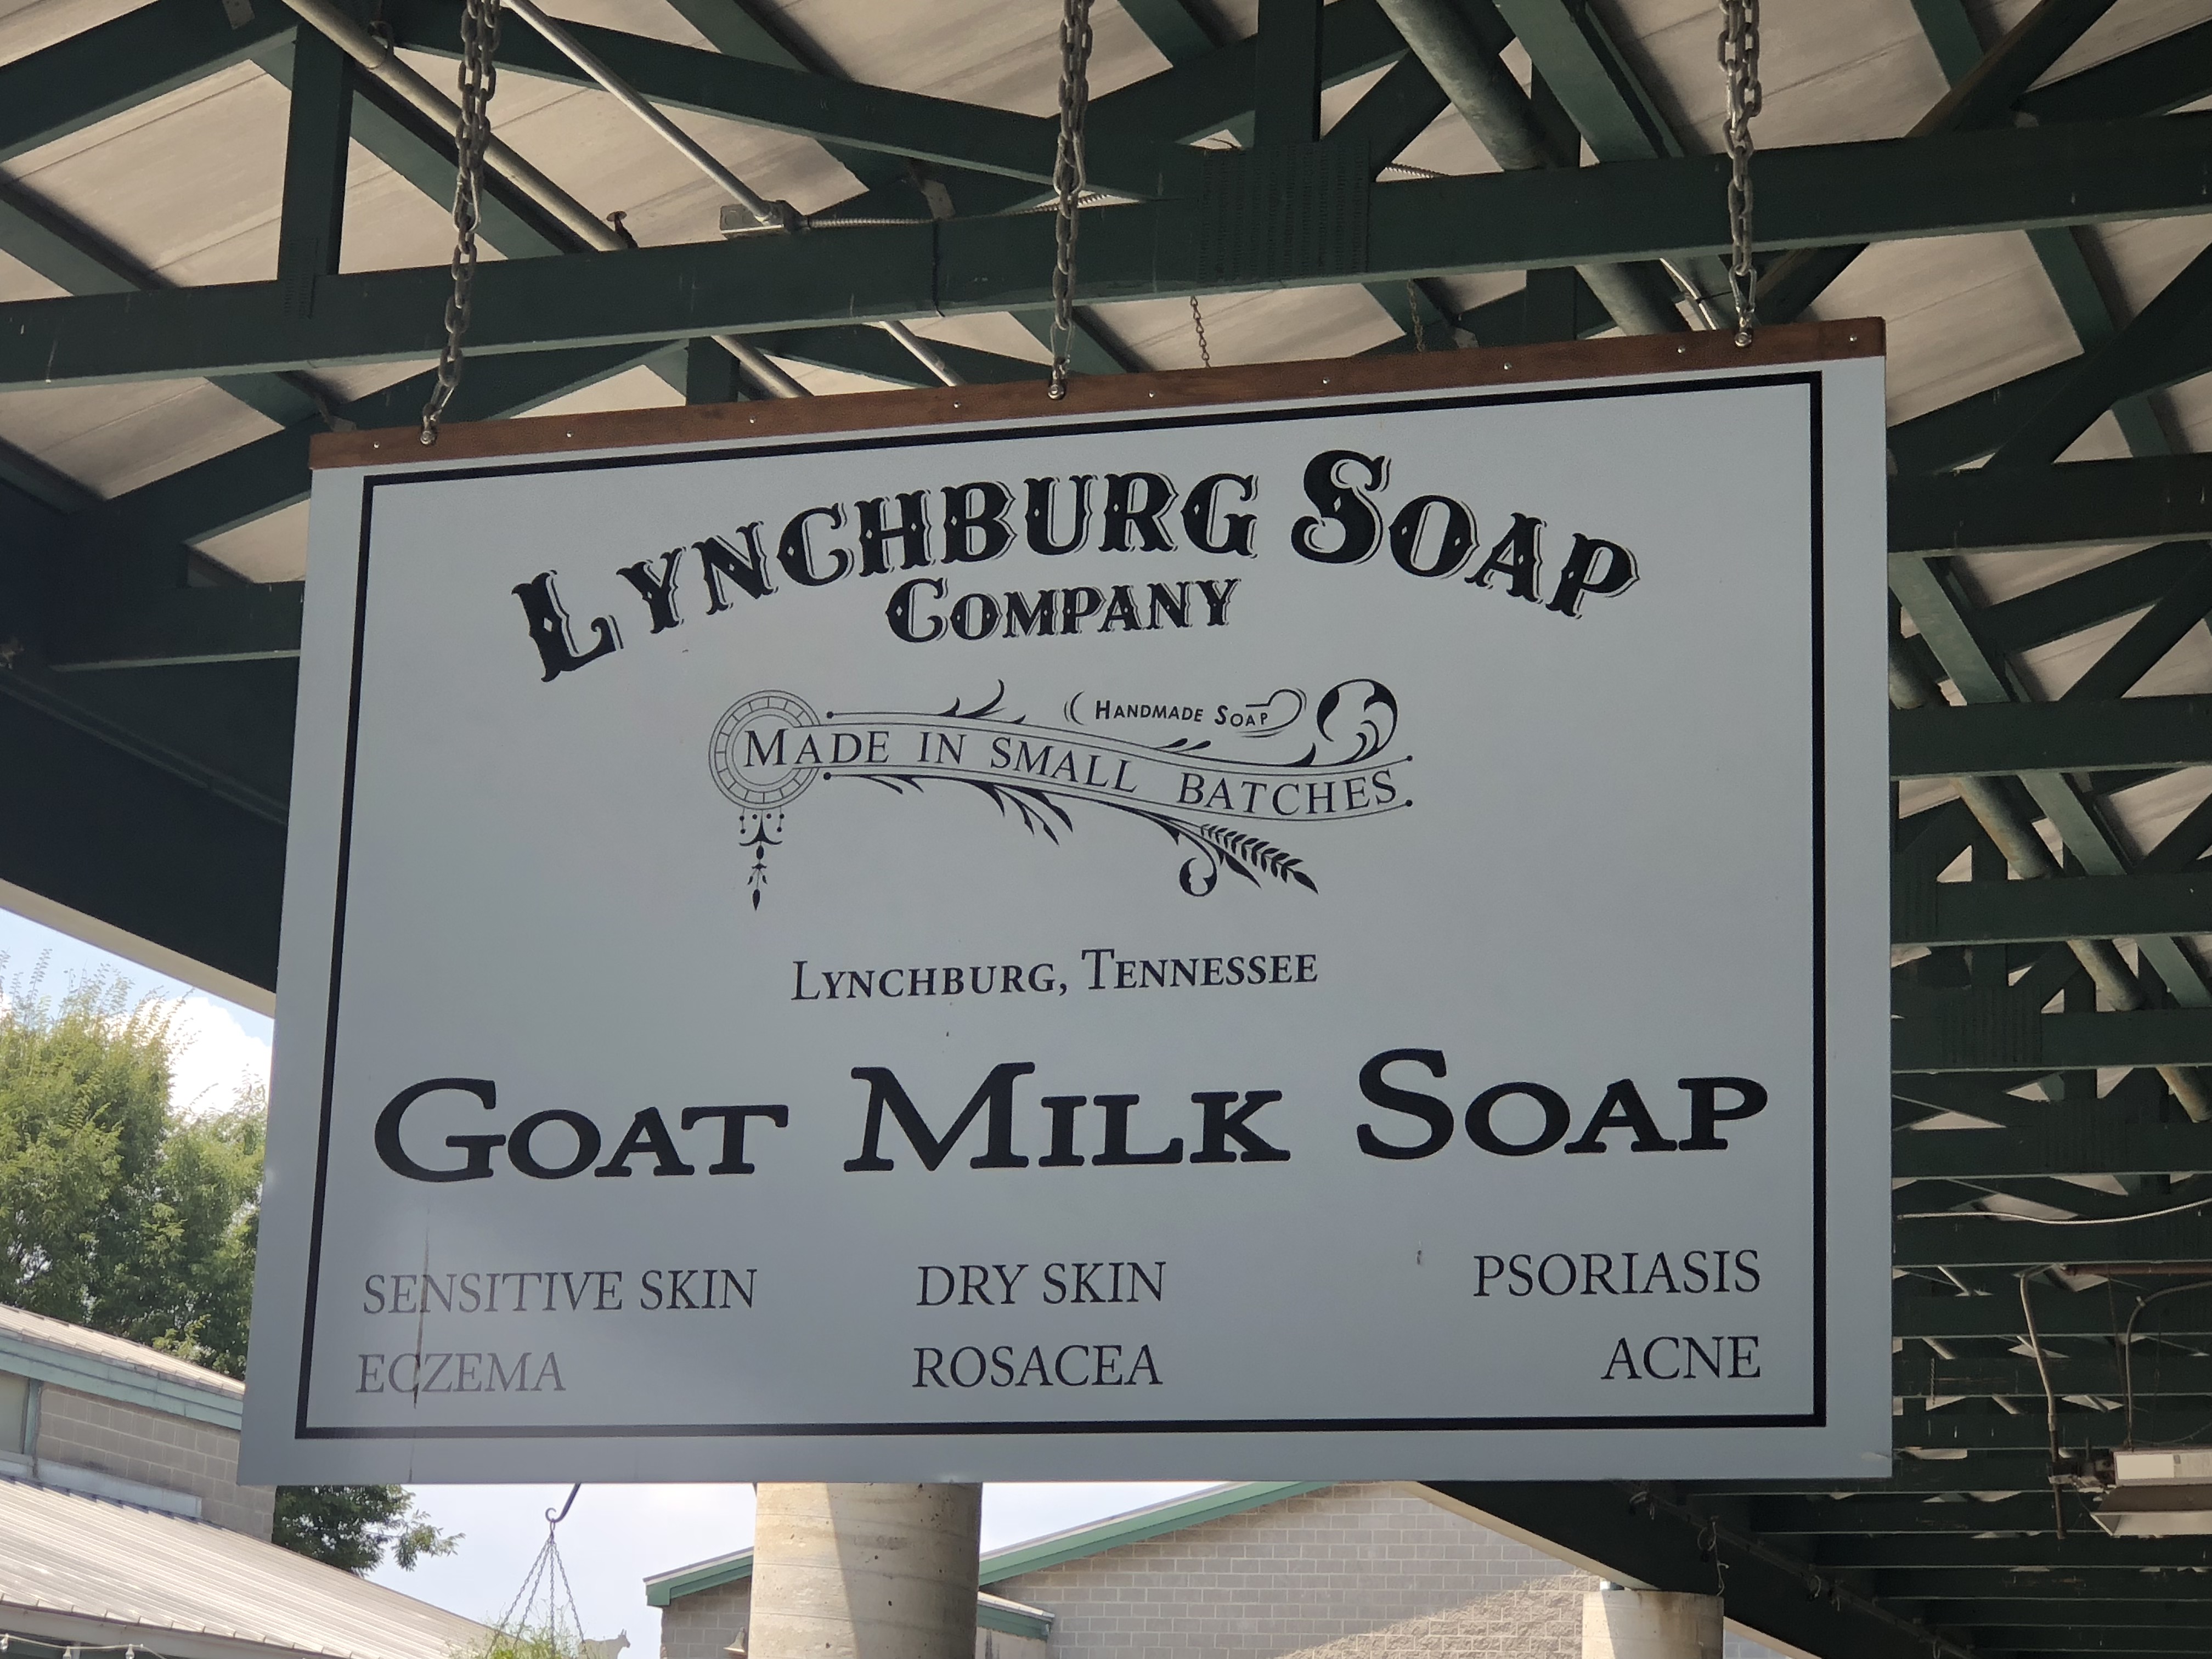 LYNCHBURG SOAP
COMPANY
HANDMADE SOAP
MADE IN SMALL BATCHES.
LYNCHBURG, TENNESSEE
GOAT MILK SOAP
SENSITIVE SKIN DRY SKIN PSORIASIS
ECZEMA ROSACEA ACNE